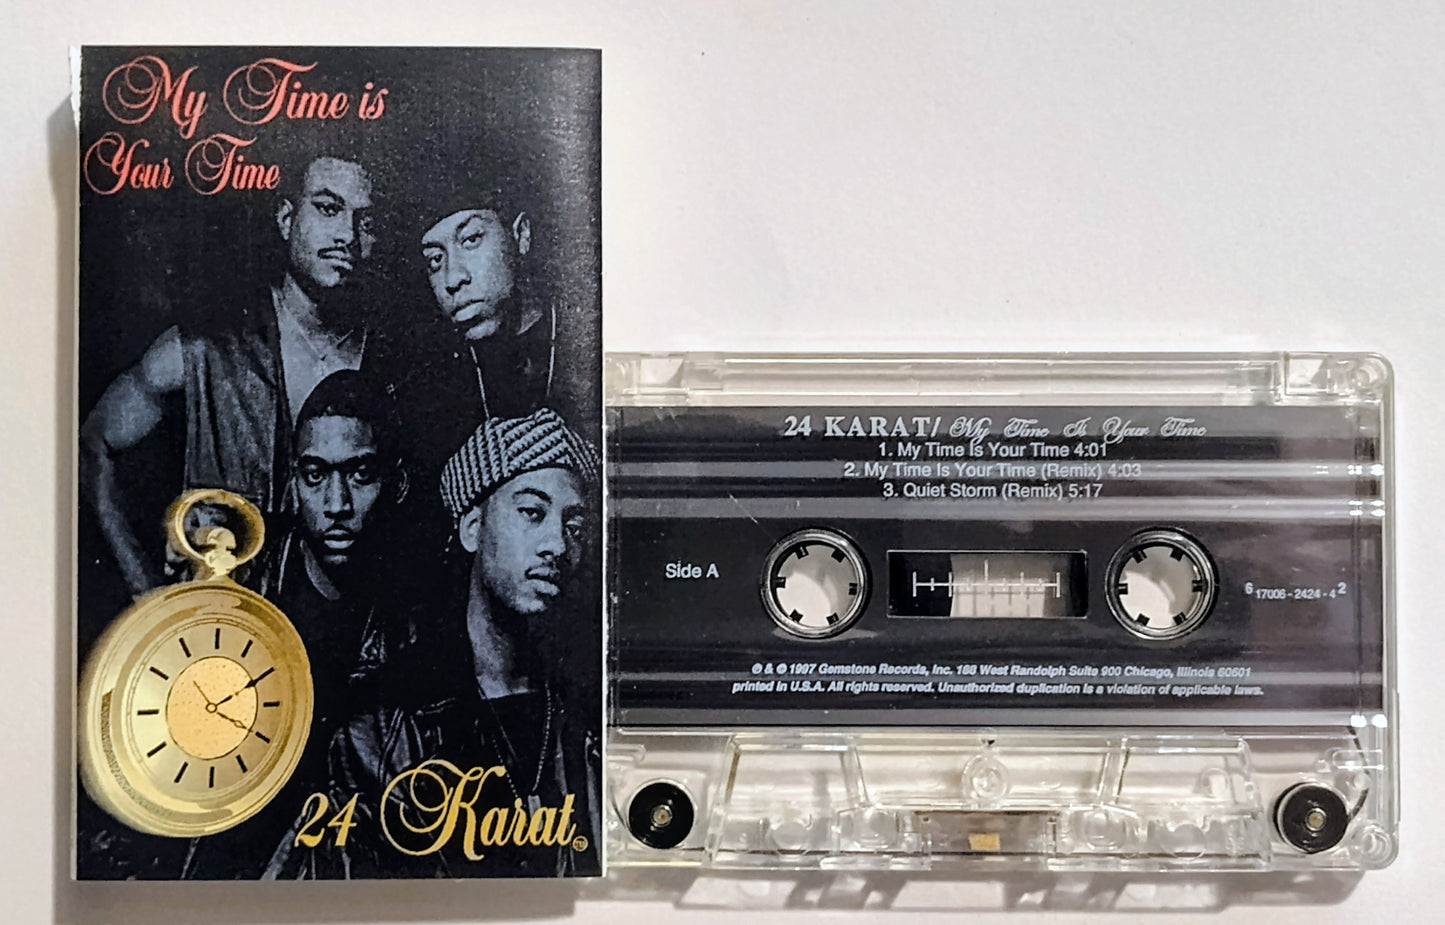 My Time is
Your Time
24 Karat
24 KARAT/ My Time Is Your Time
1. My Time Is Your Time 4:01
2. My Time Is Your Time (Remix) 4:03
3. Quiet Storm (Remix) 5:17
Side A
6 17006-2424-4 2
℗ & © 1997 Gemstone Records, Inc. 188 West Randolph Suite 900 Chicago, Illinois 60601
printed in U.S.A. All rights reserved. Unauthorized duplication is a violation of applicable laws.